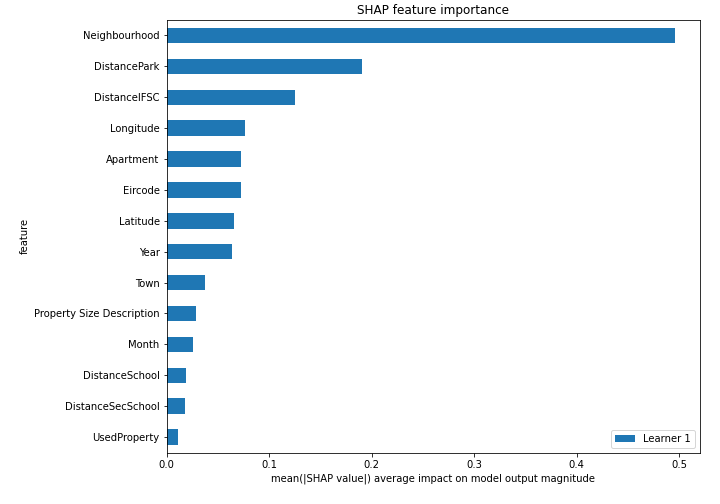 SHAP feature importance
Neighbourhood
DistancePark
DistanceIFSC
Longitude
Apartment
Eircode
Latitude
Year
Town
Property Size Description
Month
DistanceSchool
DistanceSecSchool
UsedProperty
feature
Learner 1
0.0 0.1 0.2 0.3 0.4 0.5
mean(|SHAP value|) average impact on model output magnitude